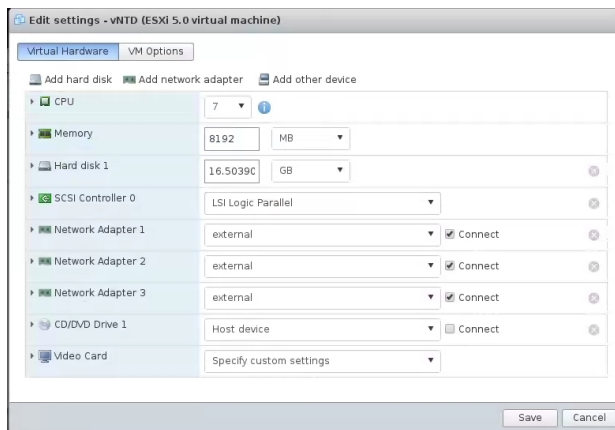 Edit settings - vNTD (ESXi 5.0 virtual machine)
Virtual Hardware VM Options
Add hard disk Add network adapter Add other device
CPU 7
Memory 8192 MB
Hard disk 1 16.50390 GB
SCSI Controller 0 LSI Logic Parallel
Network Adapter 1 external Connect
Network Adapter 2 external Connect
Network Adapter 3 external Connect
CD/DVD Drive 1 Host device Connect
Video Card Specify custom settings
Save Cancel